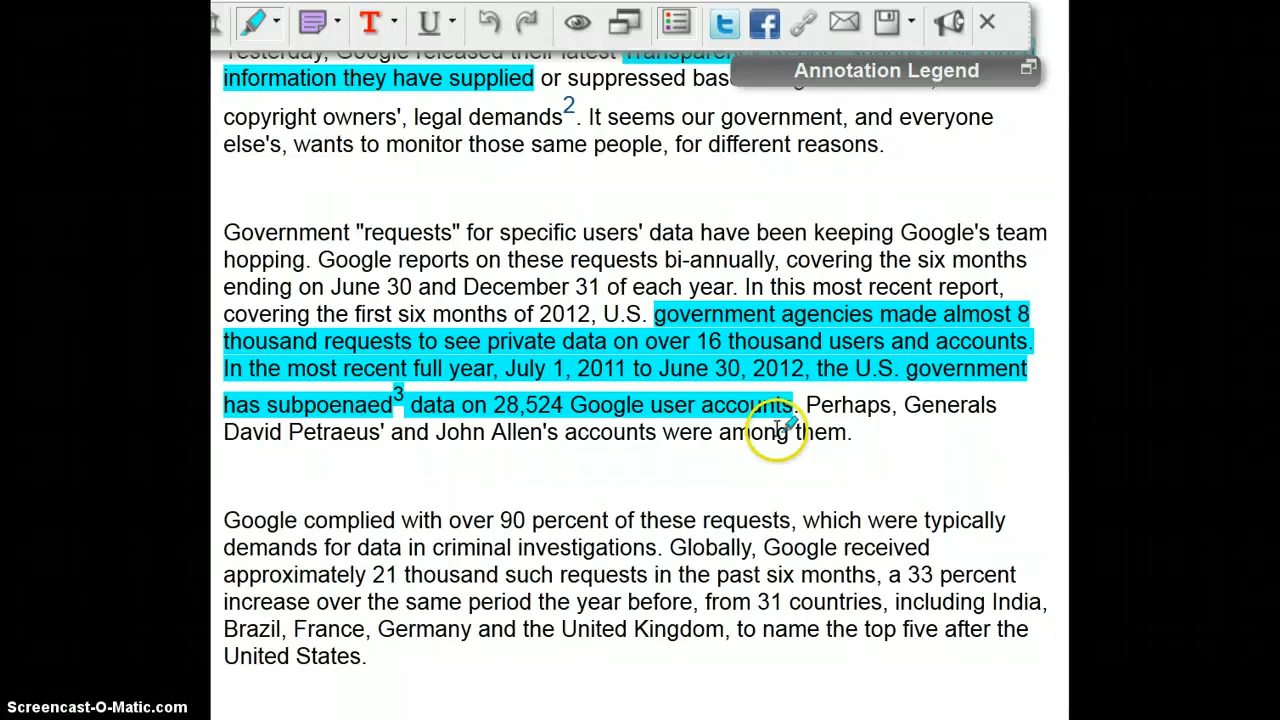 T U
Annotation Legend
Yesterday, Google released their latest
information they have supplied or suppressed
copyright owners', legal demands2. It seems our government, and everyone
else's, wants to monitor those same people, for different reasons.
Government "requests" for specific users' data have been keeping Google's team
hopping. Google reports on these requests bi-annually, covering the six months
ending on June 30 and December 31 of each year. In this most recent report,
covering the first six months of 2012, U.S. government agencies made almost 8
thousand requests to see private data on over 16 thousand users and accounts.
In the most recent full year, July 1, 2011 to June 30, 2012, the U.S. government
has subpoenaed3 data on 28,524 Google user accounts. Perhaps, Generals
David Petraeus' and John Allen's accounts were among them.
Google complied with over 90 percent of these requests, which were typically
demands for data in criminal investigations. Globally, Google received
approximately 21 thousand such requests in the past six months, a 33 percent
increase over the same period the year before, from 31 countries, including India,
Brazil, France, Germany and the United Kingdom, to name the top five after the
United States.
Screencast-O-Matic.com